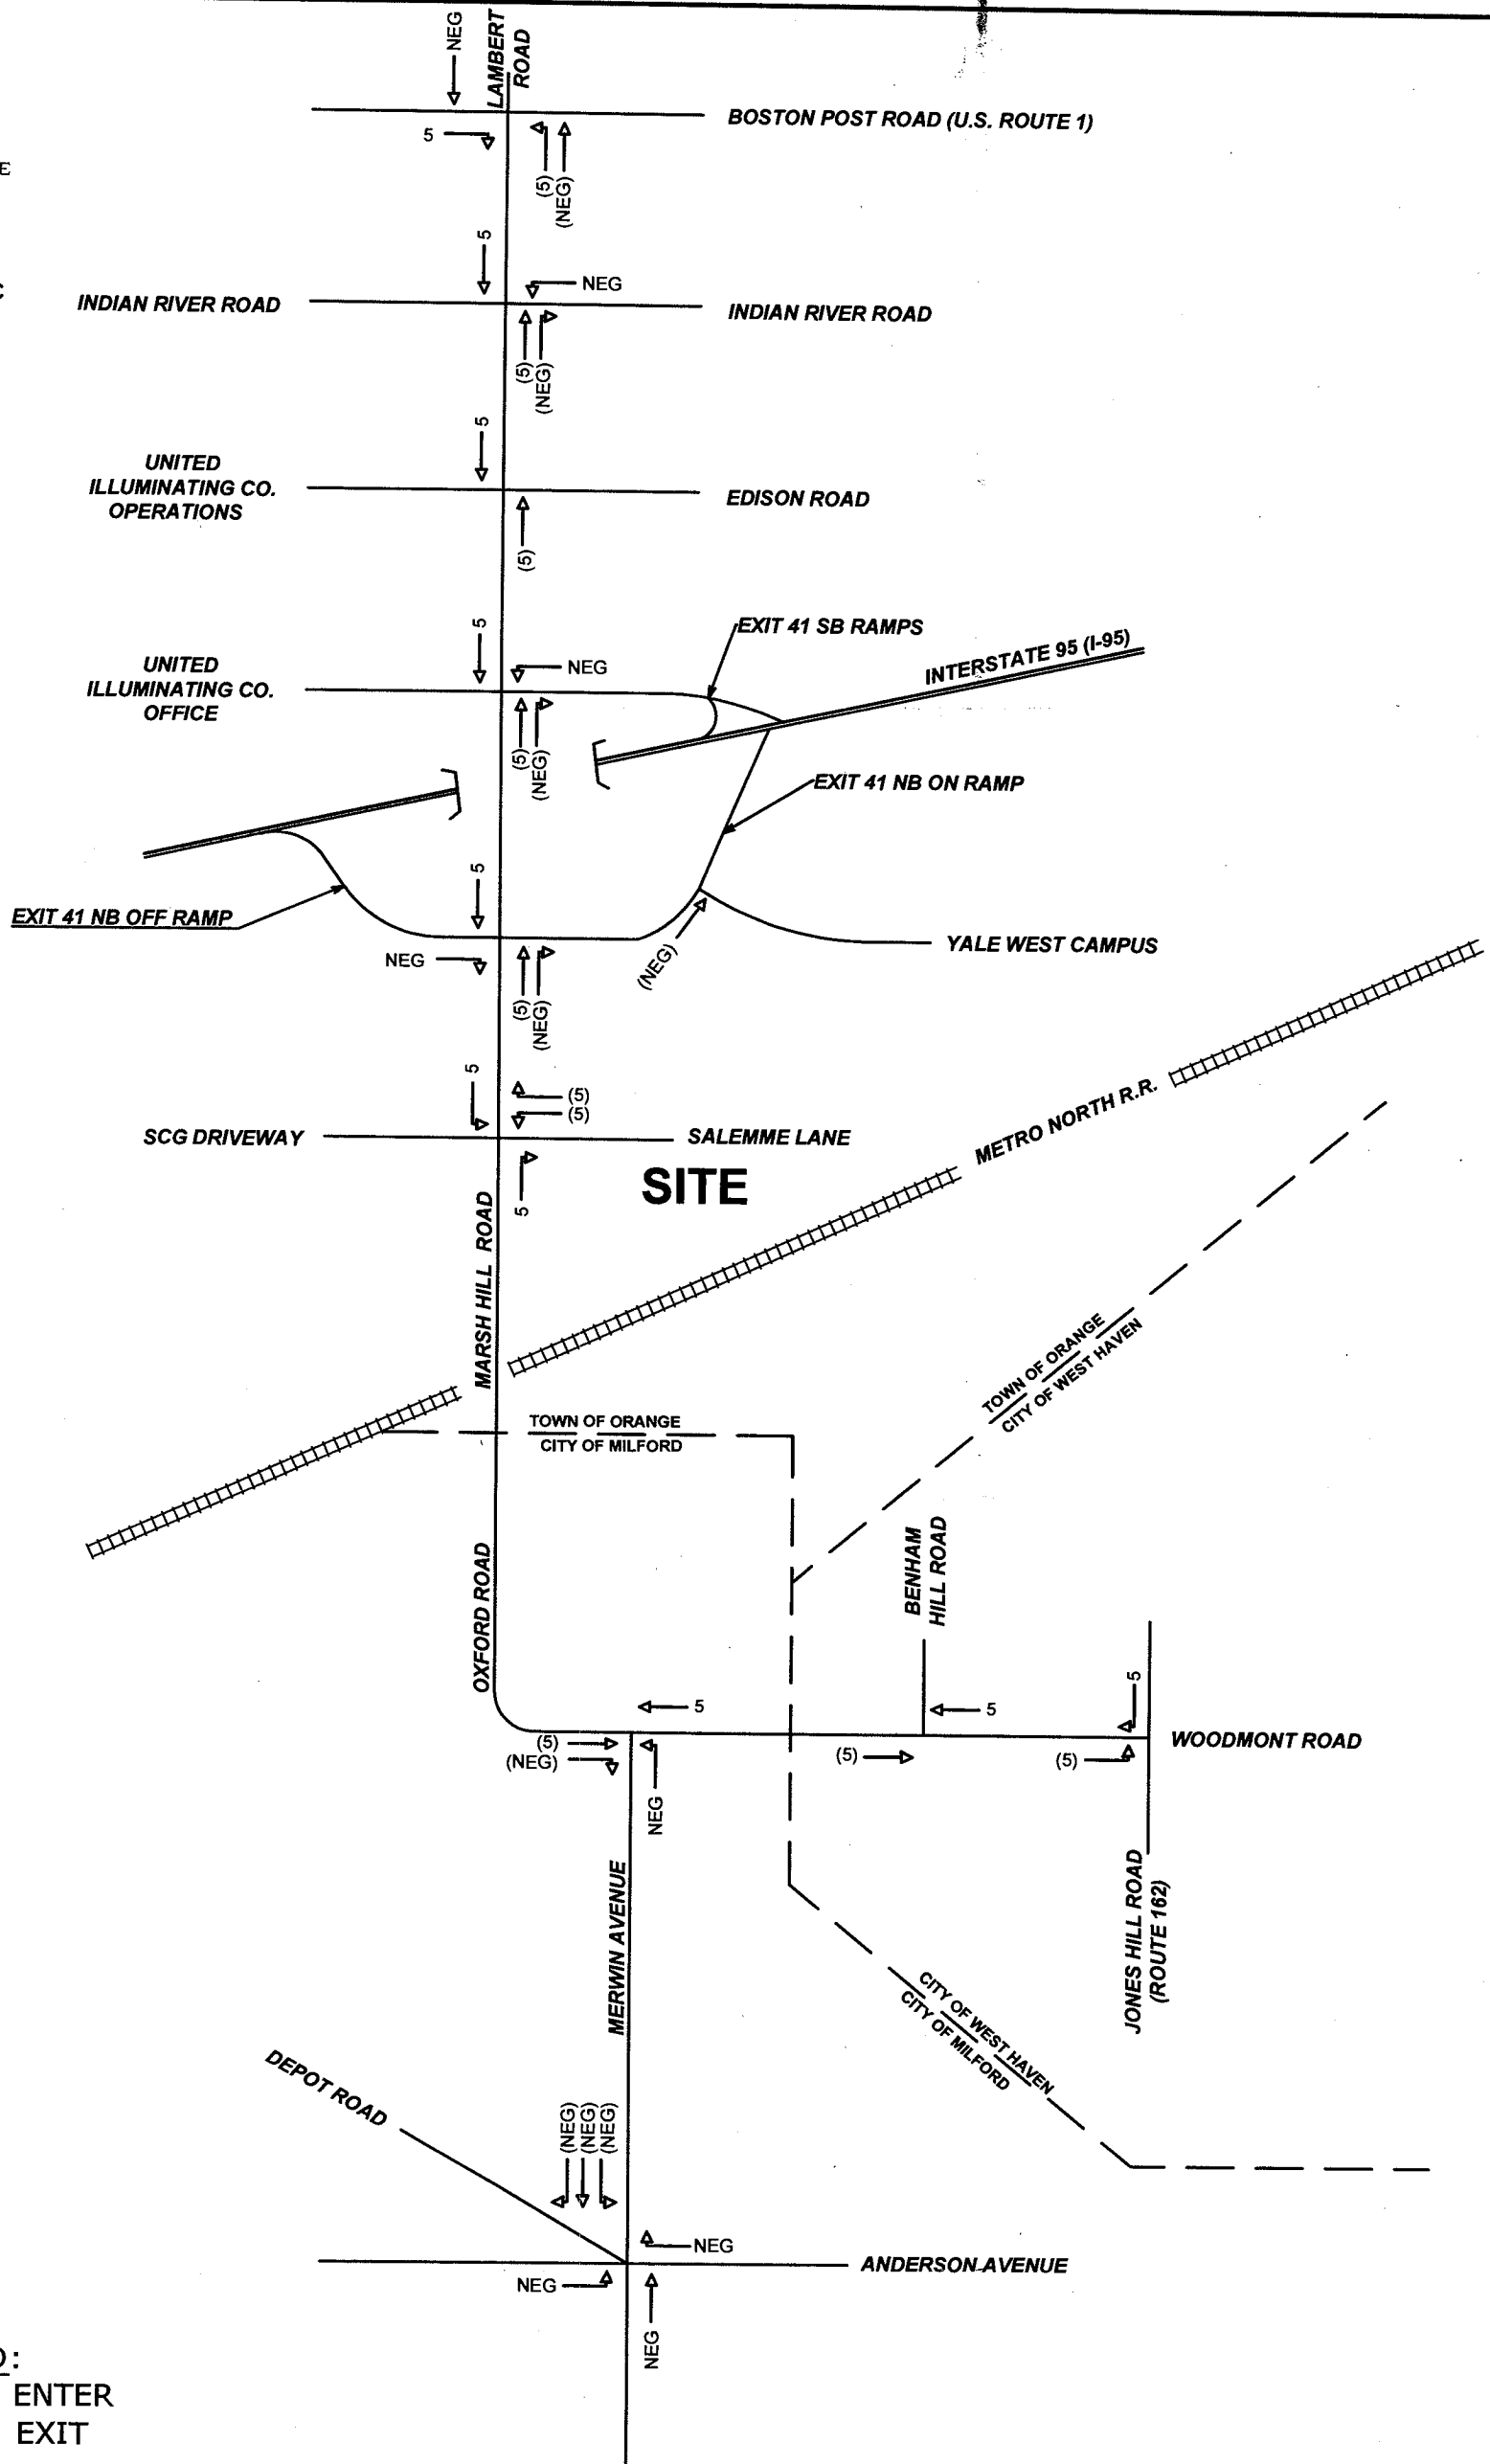 NEG
LAMBERT
ROAD
BOSTON POST ROAD (U.S. ROUTE 1)
5
(5)
(NEG)
E
5
C
INDIAN RIVER ROAD
NEG
INDIAN RIVER ROAD
(5)
(NEG)
5
UNITED
ILLUMINATING CO.
OPERATIONS
EDISON ROAD
(5)
5
EXIT 41 SB RAMPS
INTERSTATE 95 (I-95)
UNITED
ILLUMINATING CO.
OFFICE
NEG
(5)
(NEG)
EXIT 41 NB ON RAMP
5
EXIT 41 NB OFF RAMP
NEG
(NEG)
YALE WEST CAMPUS
(5)
(NEG)
5
(5)
(5)
SCG DRIVEWAY
SALEMME LANE
METRO NORTH R.R.
SITE
5
MARSH HILL ROAD
TOWN OF ORANGE
CITY OF WEST HAVEN
TOWN OF ORANGE
CITY OF MILFORD
OXFORD ROAD
BENHAM
HILL ROAD
5
5
5
(5)
(NEG)
(5)
(5)
WOODMONT ROAD
NEG
MERWIN AVENUE
JONES HILL ROAD
(ROUTE 162)
CITY OF WEST HAVEN
CITY OF MILFORD
DEPOT ROAD
(NEG)
(NEG)
(NEG)
NEG
ANDERSON AVENUE
NEG
NEG
D:
ENTER
EXIT